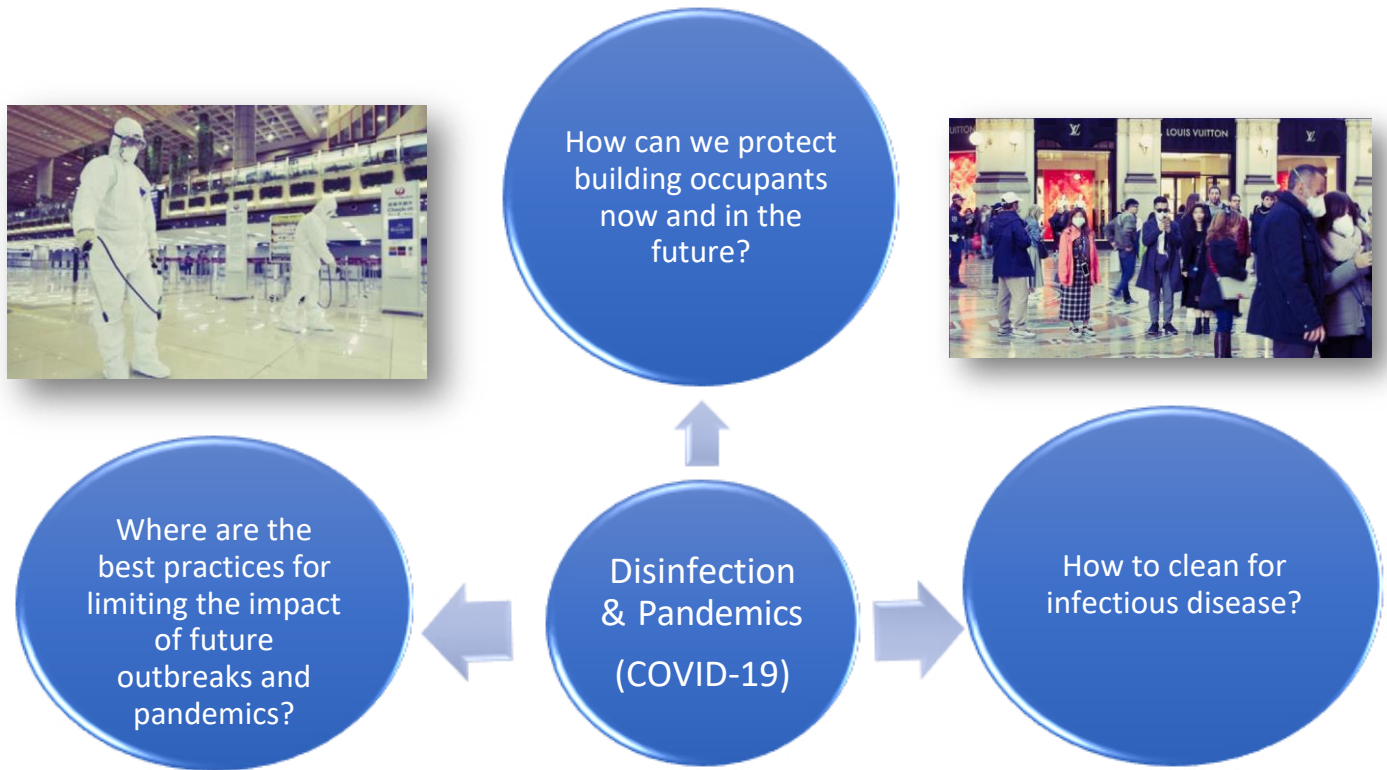 How can we protect
building occupants
now and in the
future?
LOUIS VUITTON
Where are the
best practices for
limiting the impact
of future
outbreaks and
pandemics?
Disinfection
& Pandemics
(COVID-19)
How to clean for
infectious disease?